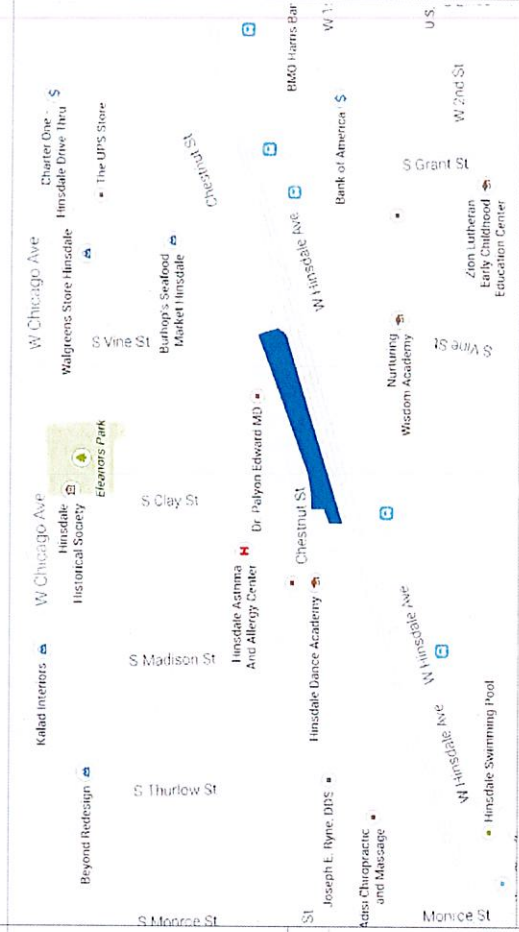 W Chicago Ave
W Chicago Ave
Kalad Interiors
Beyond Redesign
Hinsdale
Historical Society
Eleanors Park
Walgreens Store Hinsdale
Charter One -
Hinsdale Drive Thru
$
The UPS Store
S Monroe St
S Thurlow St
S Madison St
S Clay St
S Vine St
Burhop's Seafood
Market Hinsdale
Chestnut St
Hinsdale Asthma
And Allergy Center
H
Dr. Palyon Edward MD
Chestnut St
Hinsdale Dance Academy
St
Joseph E. Ryne, DDS
and Massage
W Hinsdale Ave
W Hinsdale Ave
W Hinsdale Ave
BMO Harris Bar
Bank of America
$
Hinsdale Swimming Pool
Monroe St
Nurturing
Wisdom Academy
S Vine St
S Grant St
Zion Lutheran
Early Childhood
Education Center
W 2nd St
U.S.